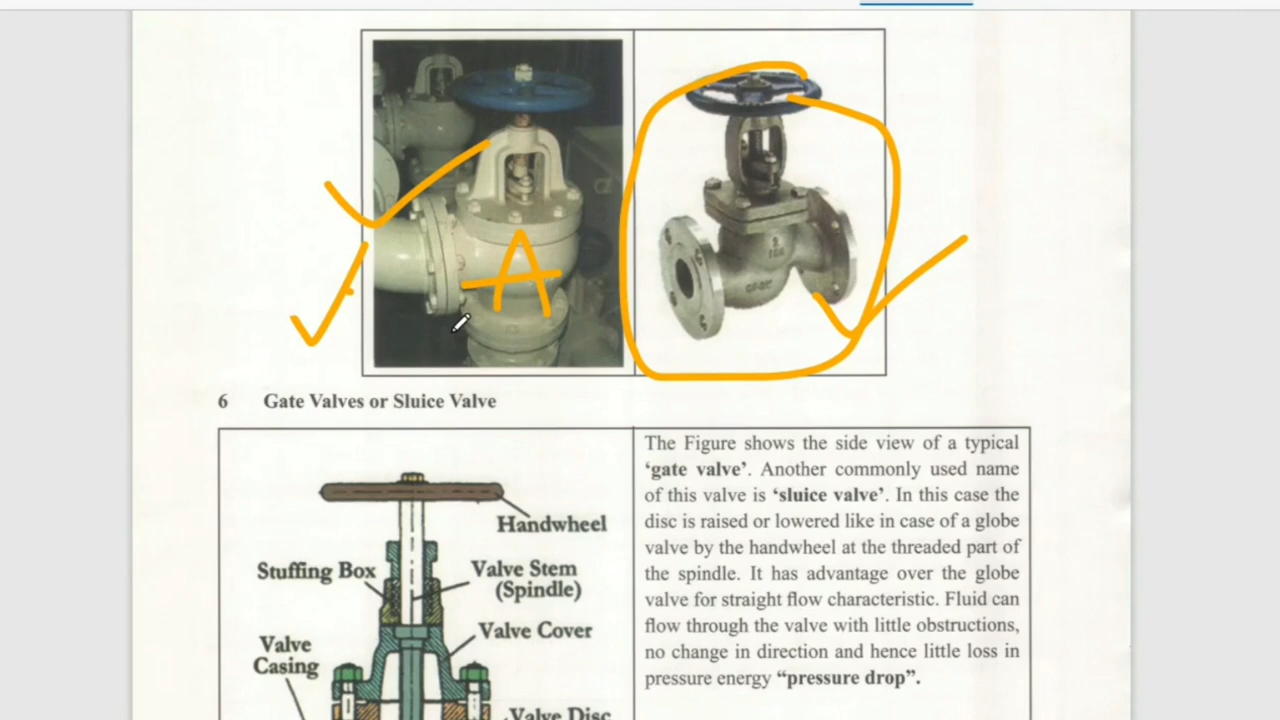 A
6 Gate Valves or Sluice Valve
Handwheel
Stuffing Box
Valve Stem
(Spindle)
Valve Cover
Valve
Casing
Valve Disc
The Figure shows the side view of a typical
‘gate valve’. Another commonly used name
of this valve is ‘sluice valve’. In this case the
disc is raised or lowered like in case of a globe
valve by the handwheel at the threaded part of
the spindle. It has advantage over the globe
valve for straight flow characteristic. Fluid can
flow through the valve with little obstructions,
no change in direction and hence little loss in
pressure energy “pressure drop”.